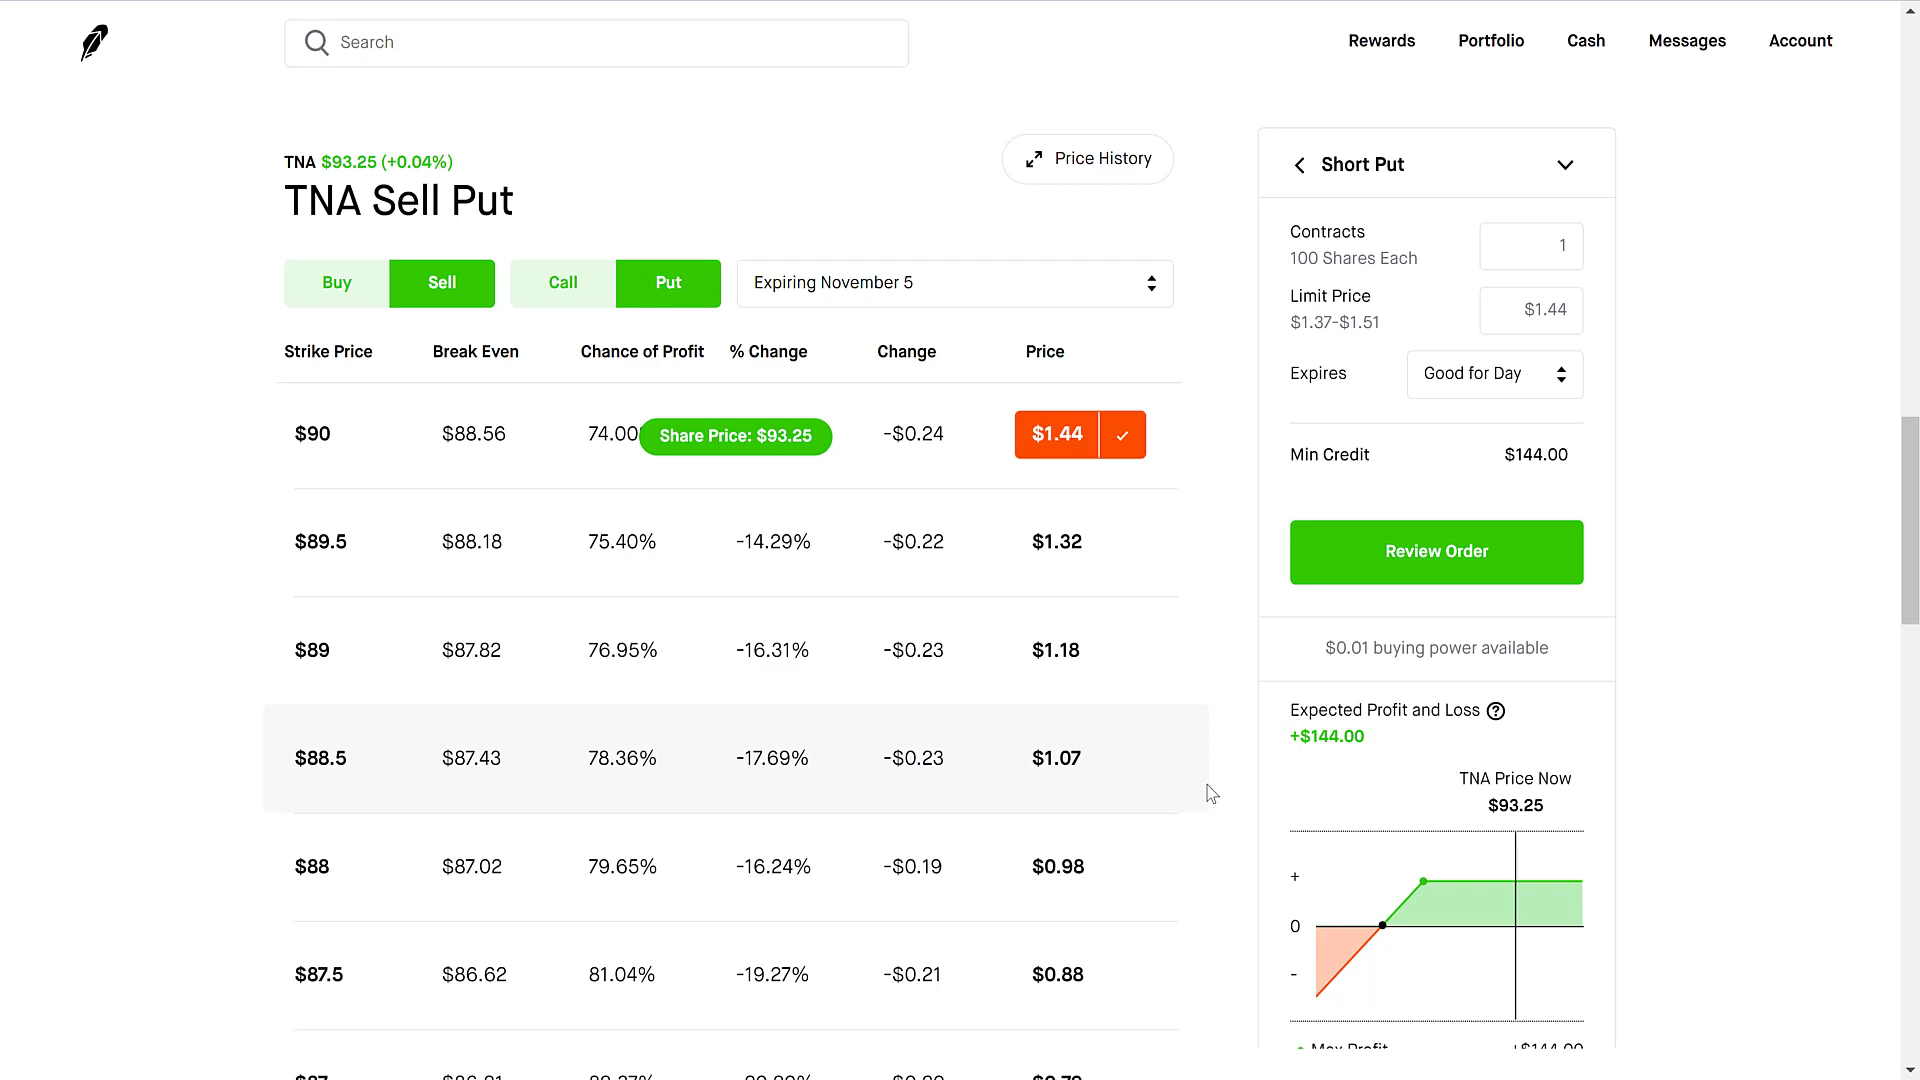 Search
Rewards
Portfolio
Cash
Messages
Account
TNA $93.25 (+0.04%)
TNA Sell Put
Price History
Buy
Sell
Call
Put
Expiring November 5
Strike Price Break Even Chance of Profit % Change Change Price
$90 $88.56 74.00 Share Price: $93.25 -$0.24 $1.44
$89.5 $88.18 75.40% -14.29% -$0.22 $1.32
$89 $87.82 76.95% -16.31% -$0.23 $1.18
$88.5 $87.43 78.36% -17.69% -$0.23 $1.07
$88 $87.02 79.65% -16.24% -$0.19 $0.98
$87.5 $86.62 81.04% -19.27% -$0.21 $0.88
Short Put
Contracts
100 Shares Each
1
Limit Price
$1.37-$1.51
$1.44
Expires
Good for Day
Min Credit $144.00
Review Order
$0.01 buying power available
Expected Profit and Loss ?
+$144.00
TNA Price Now
$93.25
+
0
-
Max Profit +$144.00